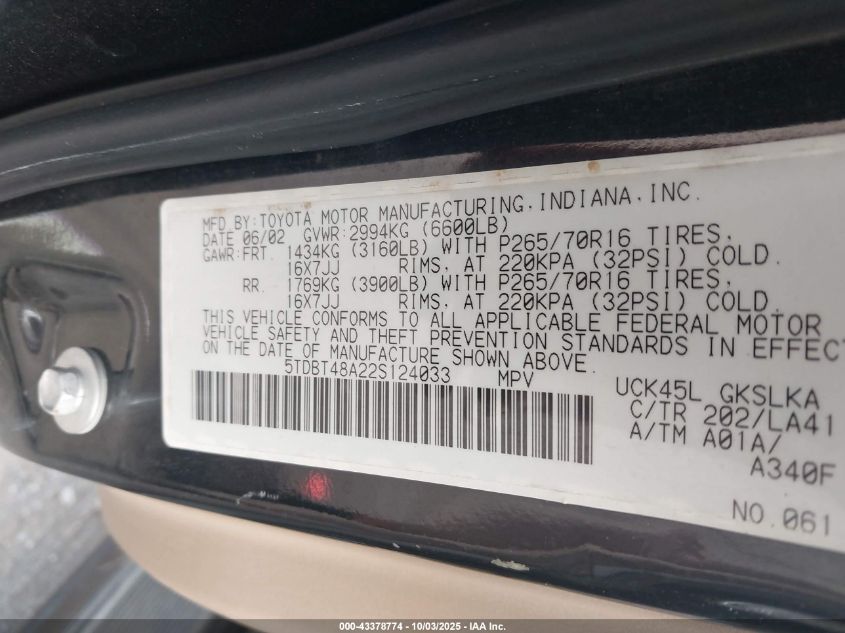 MFD.BY:TOYOTA MOTOR MANUFACTURING,INDIANA,INC.
DATE 06/02 GVWR:2994KG (6600LB)
GAWR:FRT. 1434KG (3160LB) WITH P265/70R16 TIRES,
16X7JJ RIMS, AT 220KPA (32PSI) COLD.
RR. 1769KG (3900LB) WITH P265/70R16 TIRES,
16X7JJ RIMS, AT 220KPA (32PSI) COLD.
THIS VEHICLE CONFORMS TO ALL APPLICABLE FEDERAL MOTOR
VEHICLE SAFETY AND THEFT PREVENTION STANDARDS IN EFFECT
ON THE DATE OF MANUFACTURE SHOWN ABOVE.
5TDBT48A22S124033 MPV
UCK45L GKSLKA
C/TR 202/LA41
A/TM A01A/
A340F
NO.061
000-43378774 - 10/03/2025 - IAA Inc.